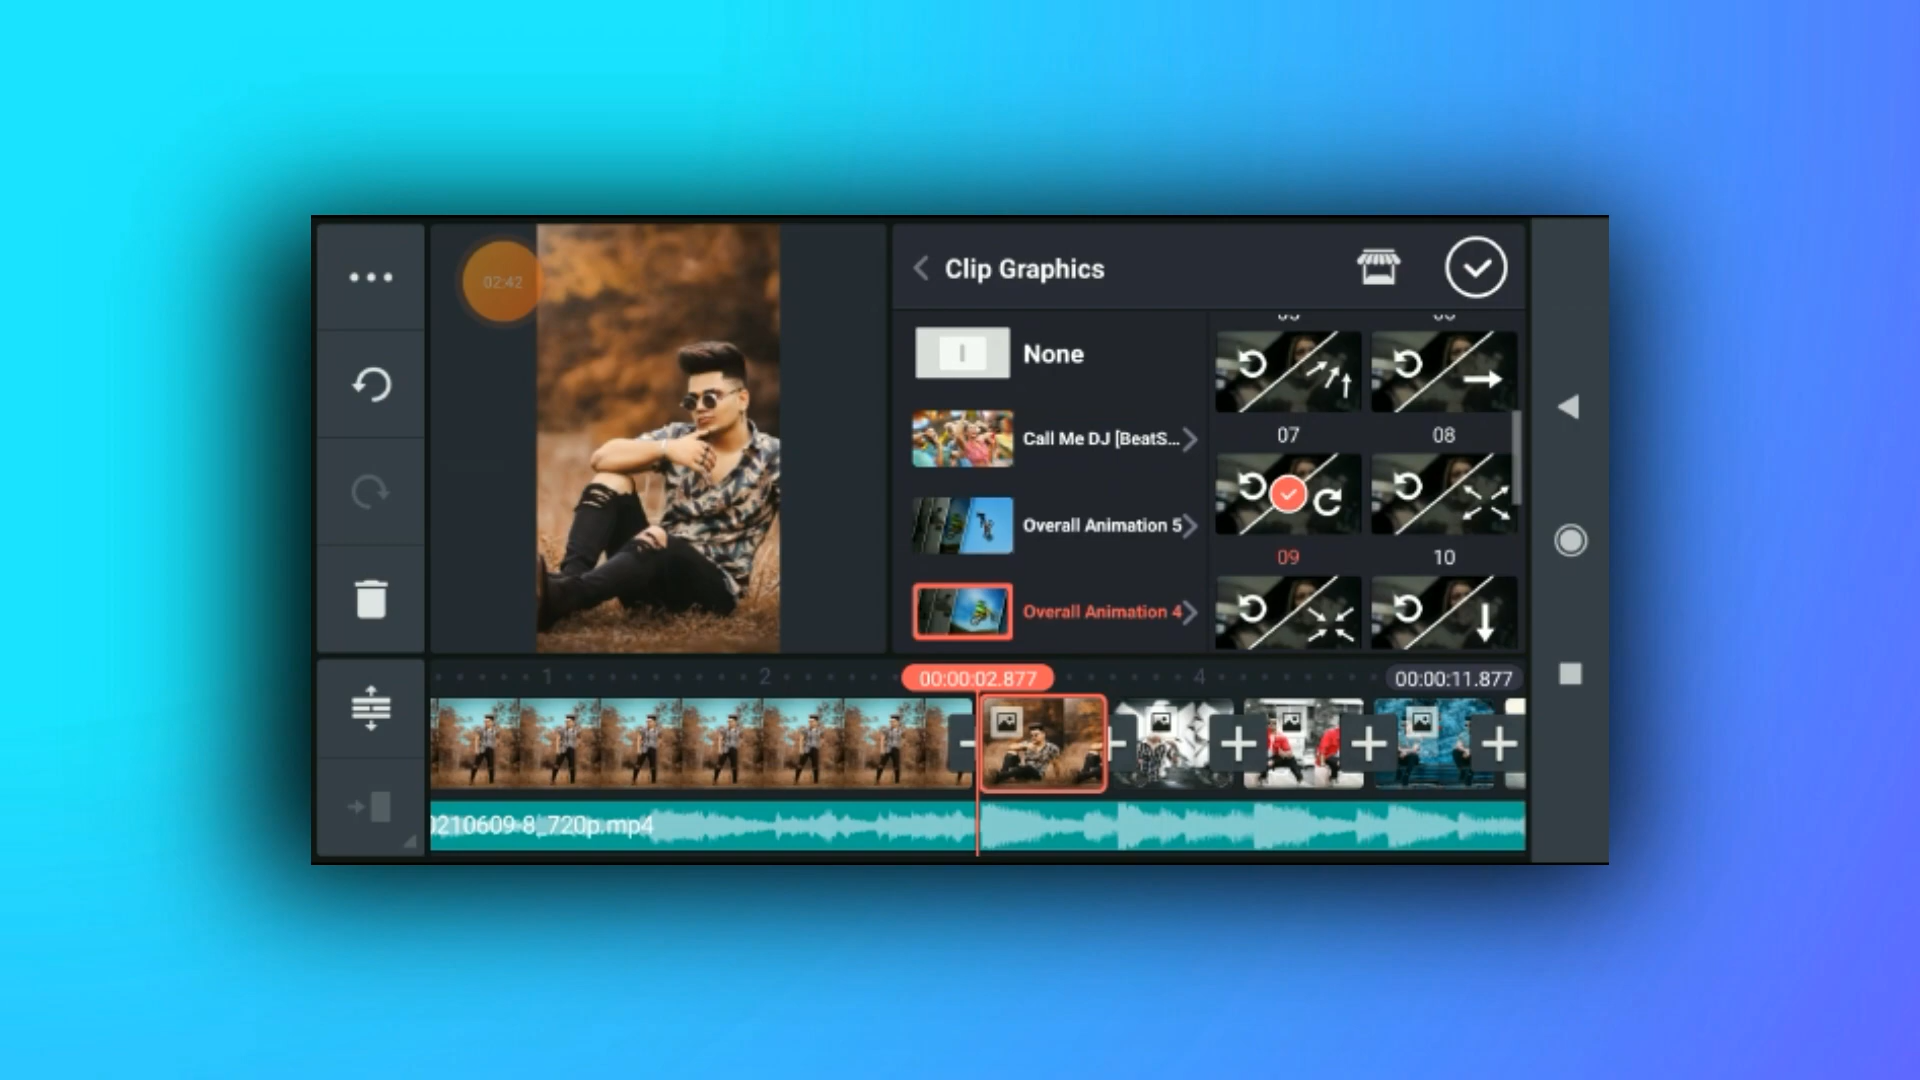 02:42
Clip Graphics
None
Call Me DJ [BeatS...
Overall Animation 5
Overall Animation 4
07
08
09
10
1
2
00:00:02.877
4
00:00:11.877
0210609 8_720p.mp4